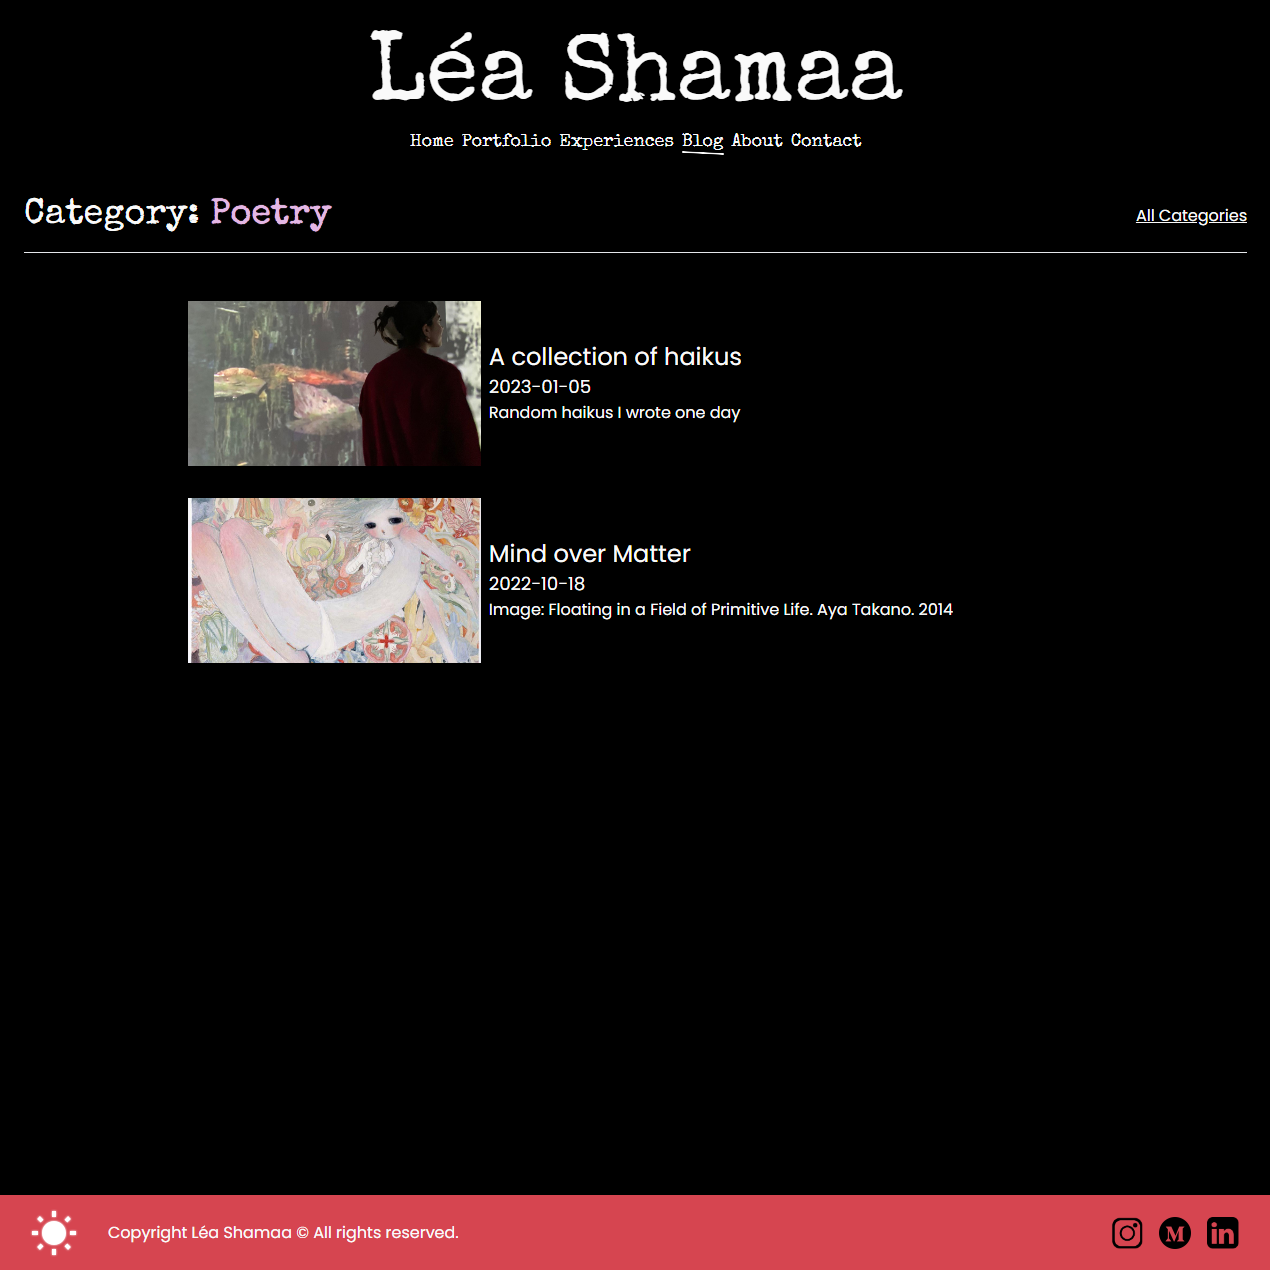 Léa Shamaa
Home Portfolio Experiences Blog About Contact
Category: Poetry
All Categories
A collection of haikus
2023-01-05
Random haikus I wrote one day
Mind over Matter
2022-10-18
Image: Floating in a Field of Primitive Life. Aya Takano. 2014
Copyright Léa Shamaa © All rights reserved.
M
in